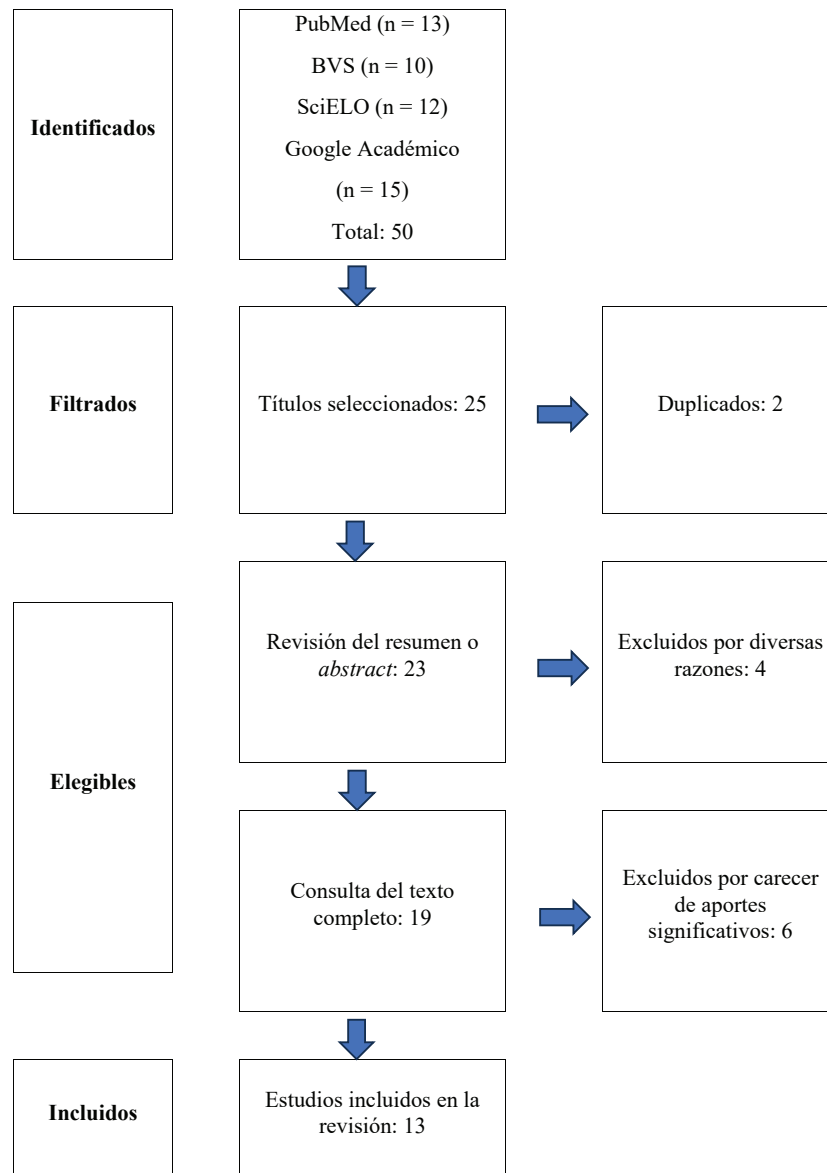 Identificados
PubMed (n = 13)
BVS (n = 10)
SciELO (n = 12)
Google Académico
(n = 15)
Total: 50
Filtrados
Títulos seleccionados: 25
Duplicados: 2
Elegibles
Revisión del resumen o
abstract: 23
Excluidos por diversas
razones: 4
Consulta del texto
completo: 19
Excluidos por carecer
de aportes
significativos: 6
Incluidos
Estudios incluidos en la
revisión: 13